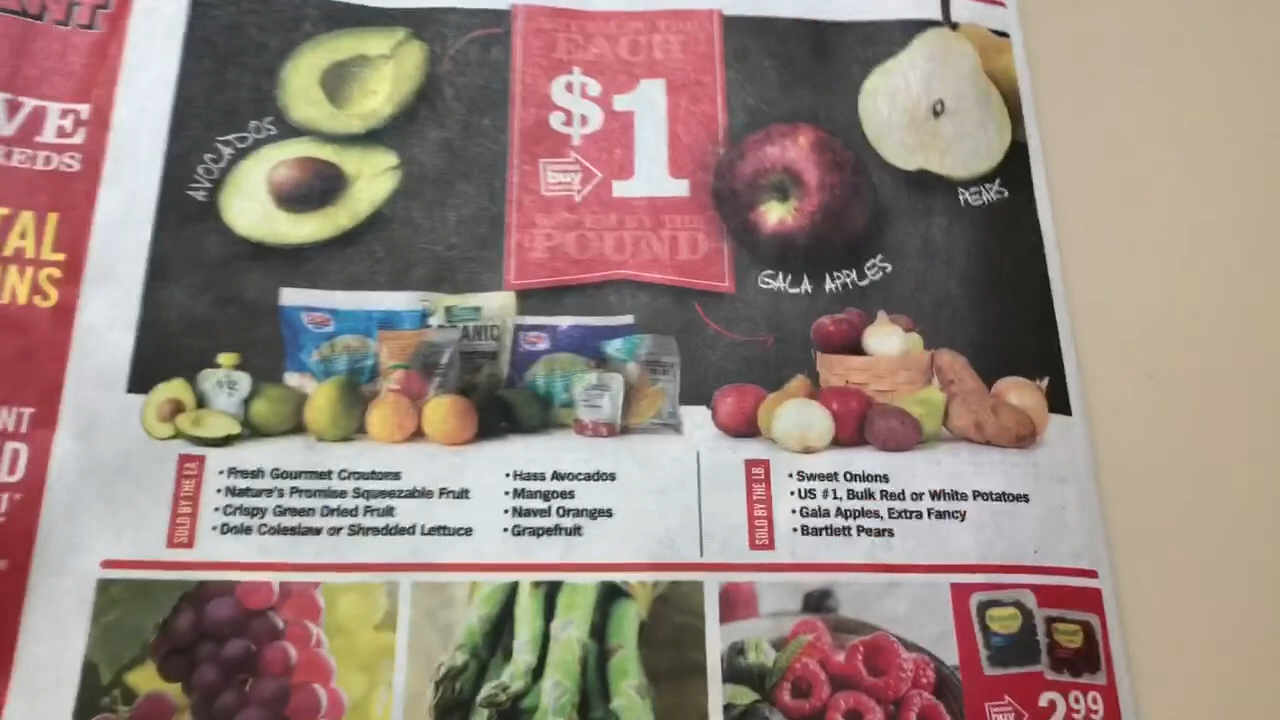 VE
EDS
TAL
NS
NT
D
EACH
$1
buy
BY THE
POUND
AVOCADOS
PEARS
GALA APPLES
SOLD BY THE EA.
• Fresh Gourmet Croutons
• Nature's Promise Squeezable Fruit
• Crispy Green Dried Fruit
• Dole Coleslaw or Shredded Lettuce
• Hass Avocados
• Mangoes
• Navel Oranges
• Grapefruit
SOLD BY THE LB.
• Sweet Onions
• US #1, Bulk Red or White Potatoes
• Gala Apples, Extra Fancy
• Bartlett Pears
buy
2.99